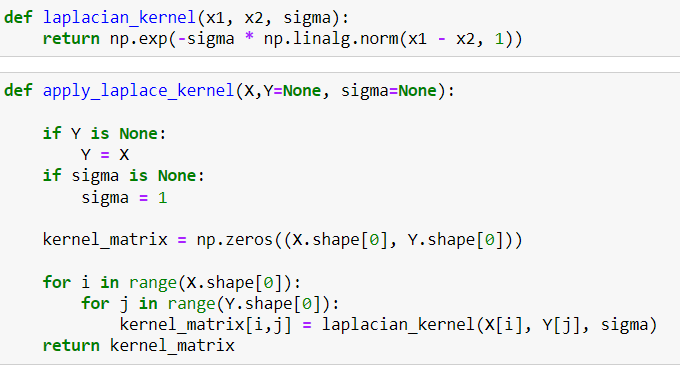 def laplacian_kernel(x1, x2, sigma):
    return np.exp(-sigma * np.linalg.norm(x1 - x2, 1))
def apply_laplace_kernel(X,Y=None, sigma=None):
    if Y is None:
        Y = X
    if sigma is None:
        sigma = 1
    kernel_matrix = np.zeros((X.shape[0], Y.shape[0]))
    for i in range(X.shape[0]):
        for j in range(Y.shape[0]):
            kernel_matrix[i,j] = laplacian_kernel(X[i], Y[j], sigma)
    return kernel_matrix